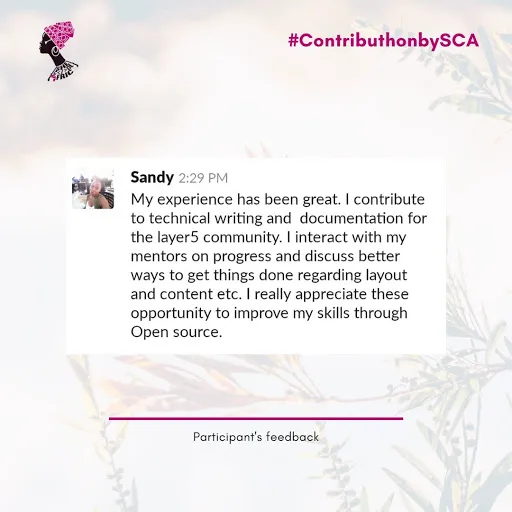 #ContributhonbySCA
Sandy 2:29 PM
My experience has been great. I contribute
to technical writing and  documentation for
the layer5 community. I interact with my
mentors on progress and discuss better
ways to get things done regarding layout
and content etc. I really appreciate these
opportunity to improve my skills through
Open source.
Participant's feedback